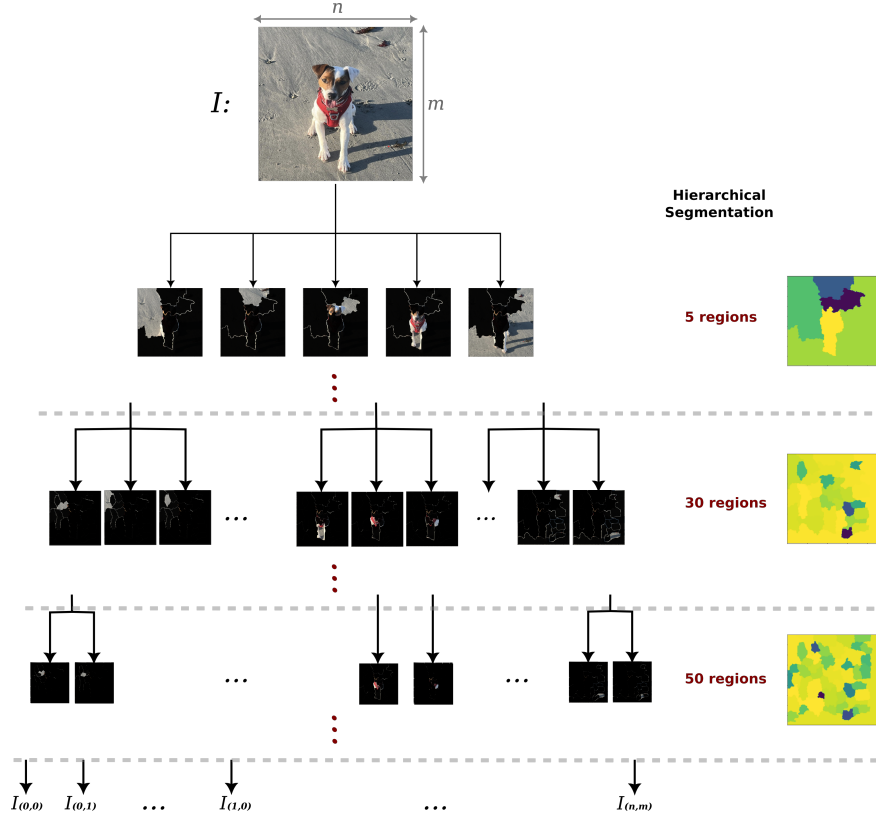 n
I:
m
Hierarchical
Segmentation
5 regions
...
30 regions
...
...
50 regions
...
...
I(0,0) I(0,1) ... I(1,0) ... I(n,m)